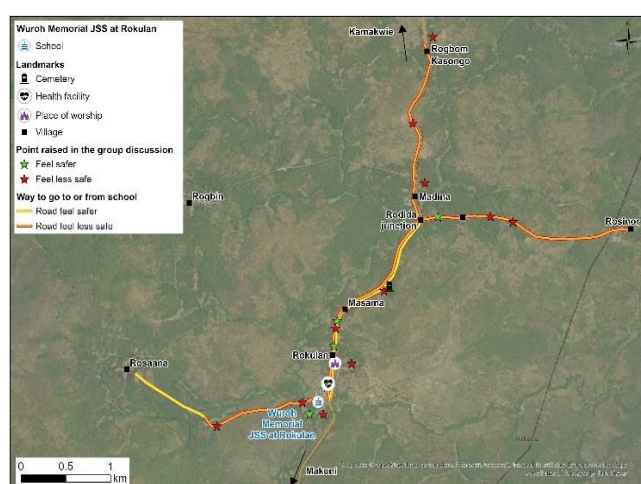 Wuroh Memorial JSS at Rokulan
School
Landmarks
Cemetery
Health facility
Place of worship
Village
Point raised in the group discussion
Feel safer
Feel less safe
Way to go to or from school
Road feel safer
Road feel less safe
Kamakwie
Rogbom
Kasongo
Madina
Rogbin
Rodida
junction
Rosinor
Masama
Rokulan
Rosaana
Wuroh
Memorial
JSS at Rokulan
Makeni
0 0.5 1
km